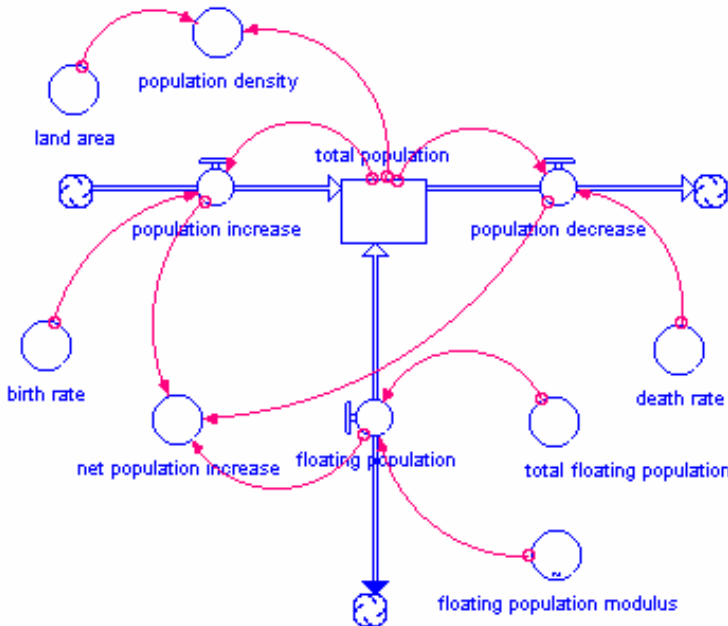 population density
land area
total population
population increase
population decrease
birth rate
death rate
net population increase
floating population
total floating population
floating population modulus